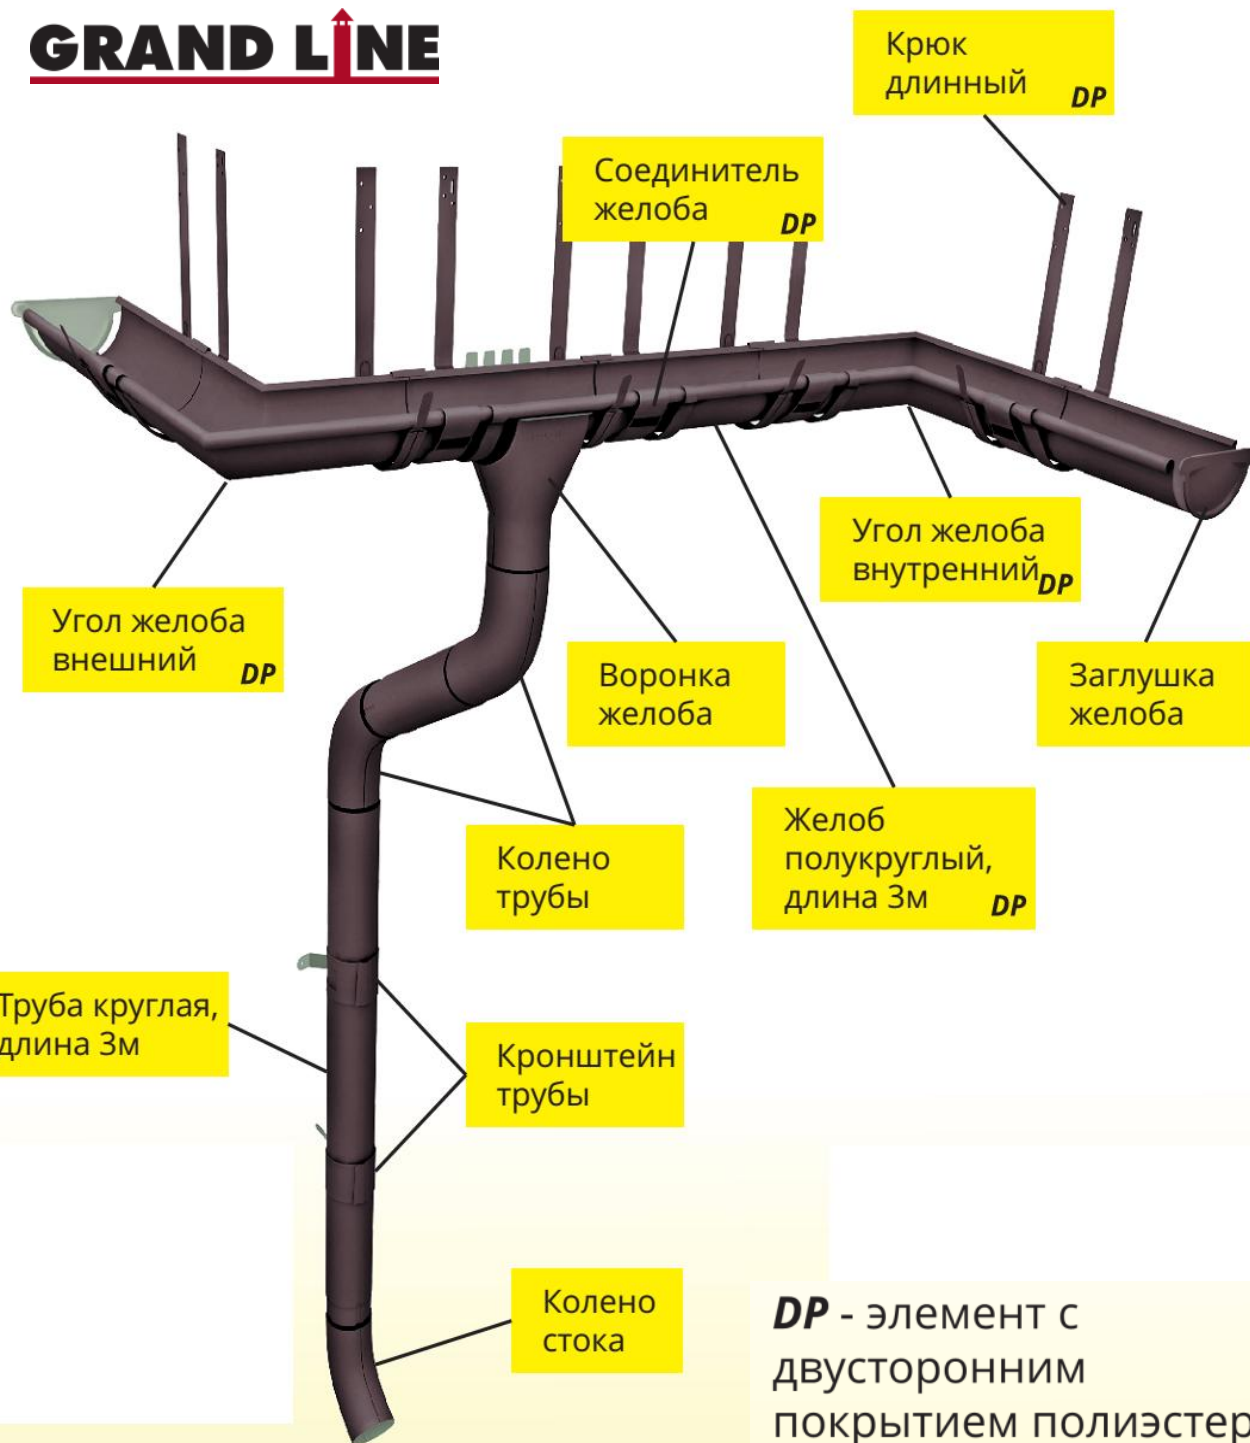 GRAND LINE
Крюк
длинный DP
Соединитель
желоба DP
Угол желоба
внутренний DP
Угол желоба
внешний DP
Воронка
желоба
Заглушка
желоба
Желоб
полукруглый,
длина 3м DP
Колено
трубы
Труба круглая,
длина 3м
Кронштейн
трубы
Колено
стока
DP - элемент с
двусторонним
покрытием полиэстер